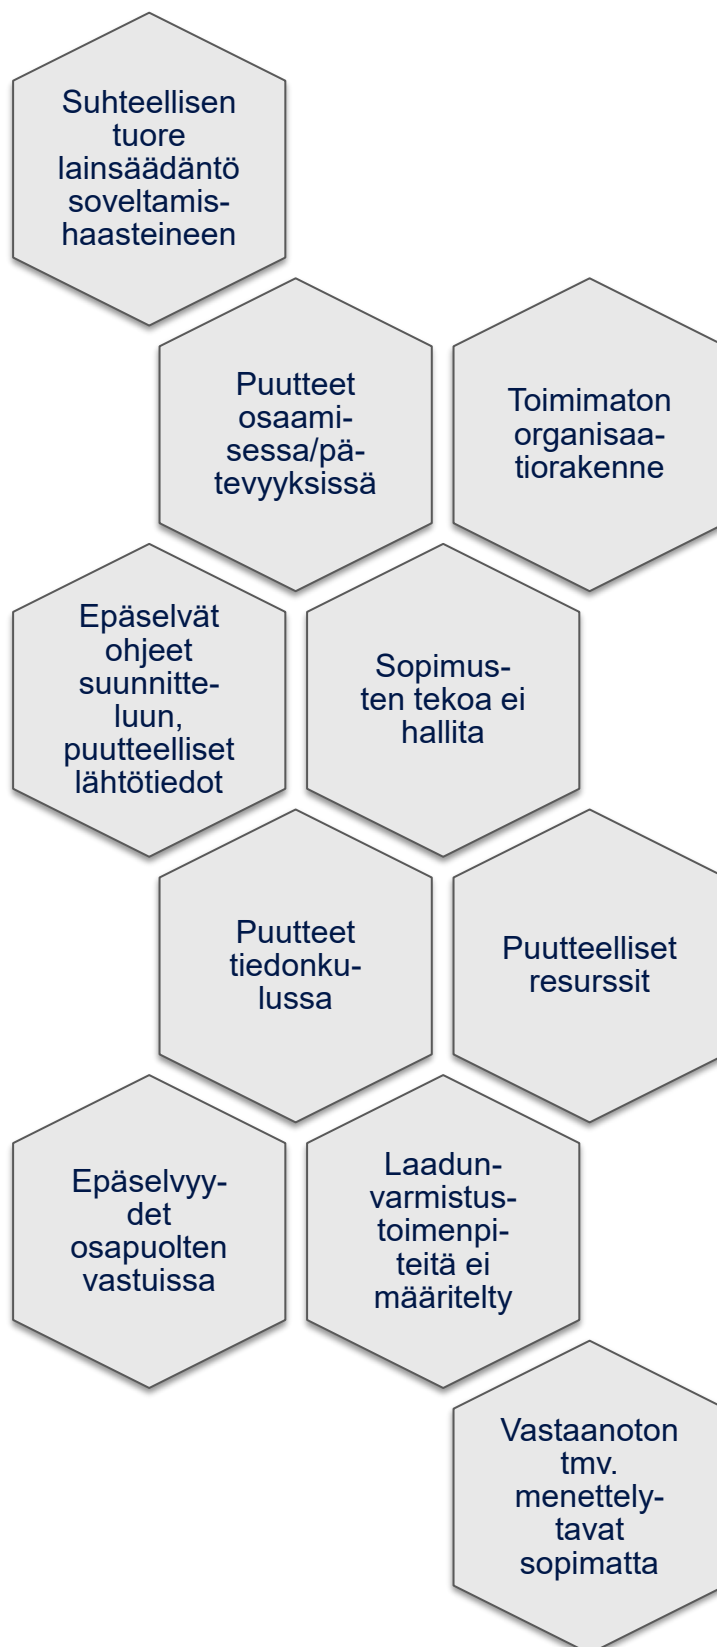 Suhteellisen
tuore
lainsäädäntö
soveltamis-
haasteineen
Puutteet
osaami-
sessa/pä-
tevyyksissä
Toimimaton
organisaa-
tiorakenne
Epäselvät
ohjeet
suunnitte-
luun,
puutteelliset
lähtötiedot
Sopimus-
ten tekoa ei
hallita
Puutteet
tiedonku-
lussa
Puutteelliset
resurssit
Epäselvyy-
det
osapuolten
vastuissa
Laadun-
varmistus-
toimenpi-
teitä ei
määritelty
Vastaanoton
tmv.
menettely-
tavat
sopimatta